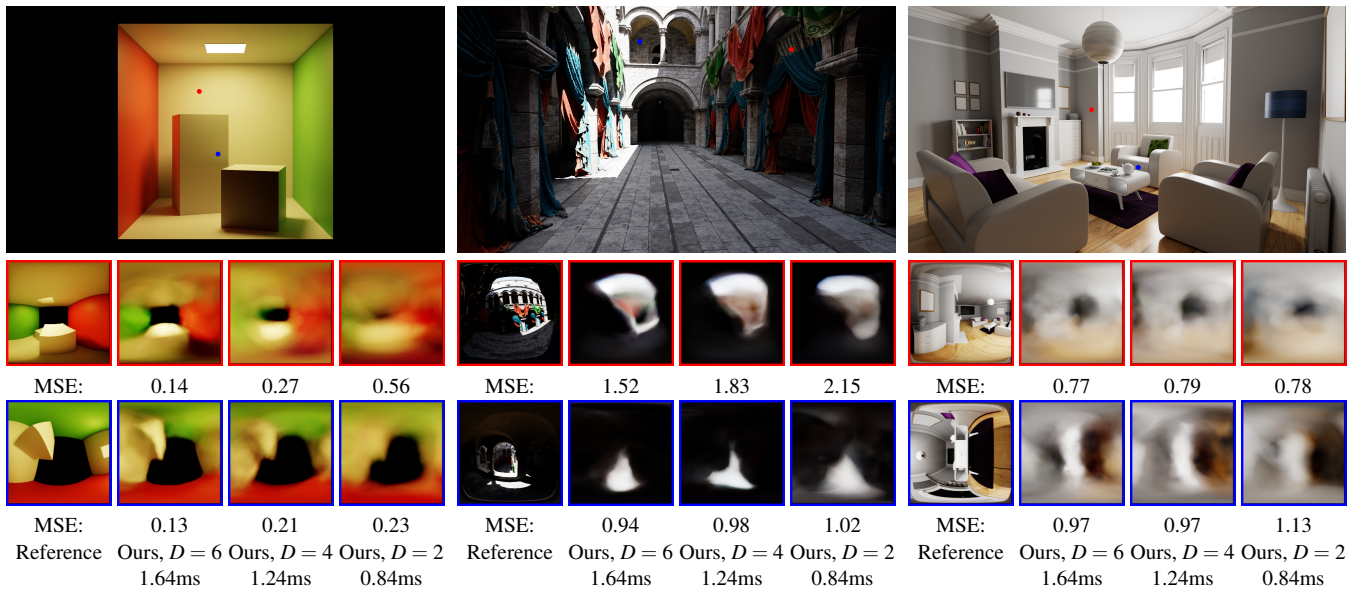 MSE: 0.14 0.27 0.56 MSE: 1.52 1.83 2.15 MSE: 0.77 0.79 0.78
MSE: 0.13 0.21 0.23 MSE: 0.94 0.98 1.02 MSE: 0.97 0.97 1.13
Reference Ours, D = 6 Ours, D = 4 Ours, D = 2 Reference Ours, D = 6 Ours, D = 4 Ours, D = 2 Reference Ours, D = 6 Ours, D = 4 Ours, D = 2
1.64ms 1.24ms 0.84ms 1.64ms 1.24ms 0.84ms 1.64ms 1.24ms 0.84ms